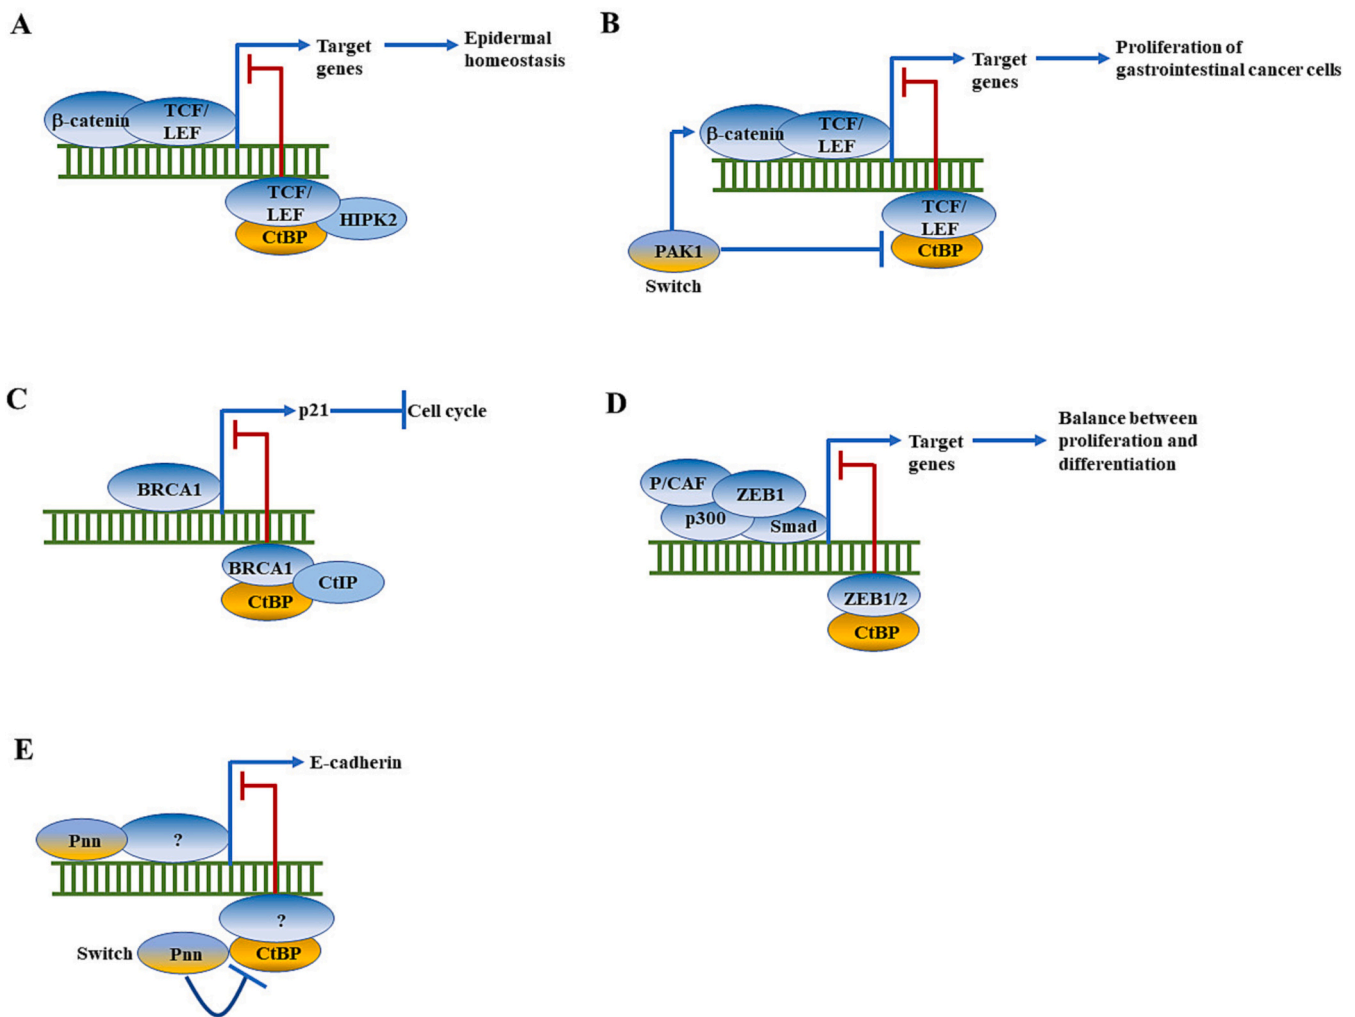 A
Target
genes
Epidermal
homeostasis
β-catenin
TCF/
LEF
TCF/
LEF
HIPK2
CtBP
B
Target
genes
Proliferation of
gastrointestinal cancer cells
β-catenin
TCF/
LEF
TCF/
LEF
CtBP
PAK1
Switch
C
p21
Cell cycle
BRCA1
BRCA1
CtIP
CtBP
D
Target
genes
Balance between
proliferation and
differentiation
P/CAF
ZEB1
p300
Smad
ZEB1/2
CtBP
E
E-cadherin
Pnn
?
?
Switch
Pnn
CtBP